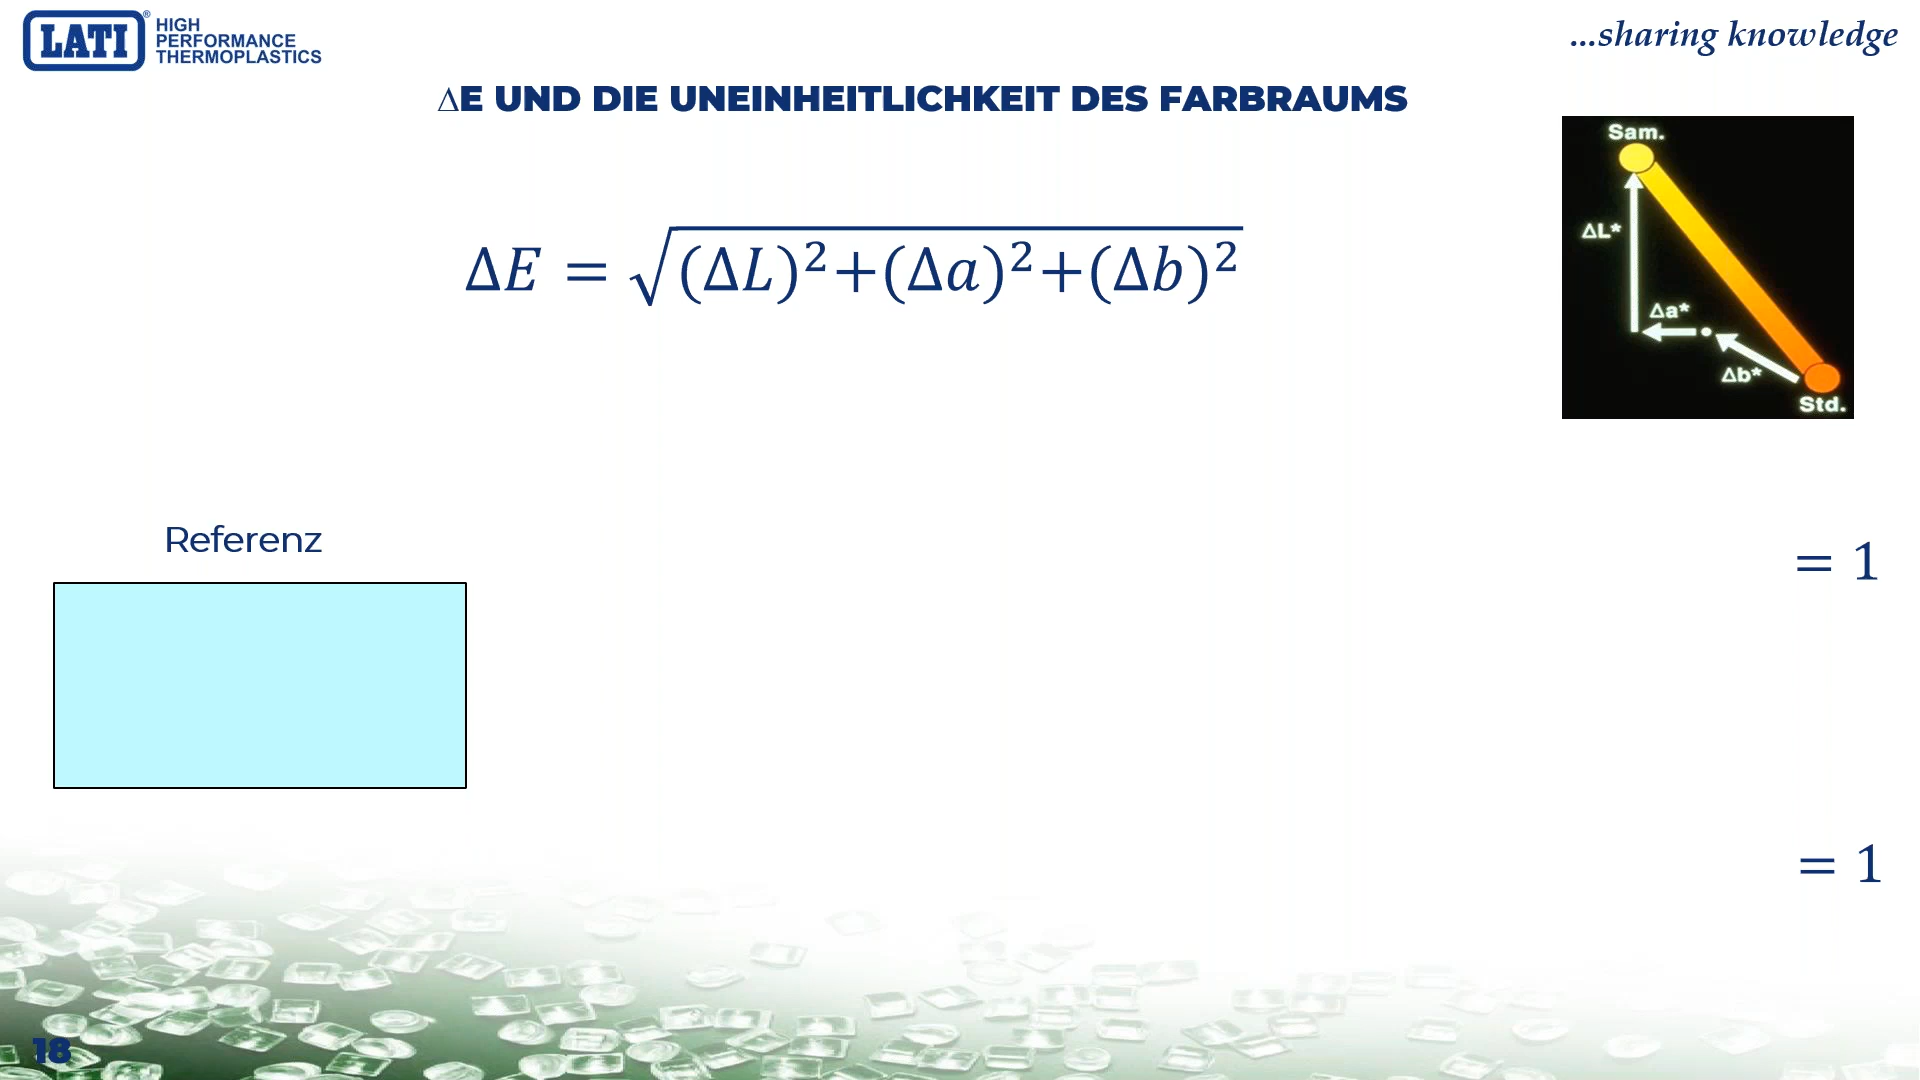 LATI®
HIGH
PERFORMANCE
THERMOPLASTICS
...sharing knowledge
∆E UND DIE UNEINHEITLICHKEIT DES FARBRAUMS
Sam.
ΔL*
Δa*
Δb*
Std.
ΔE = √(ΔL)²+(Δa)²+(Δb)²
Referenz
= 1
= 1
18